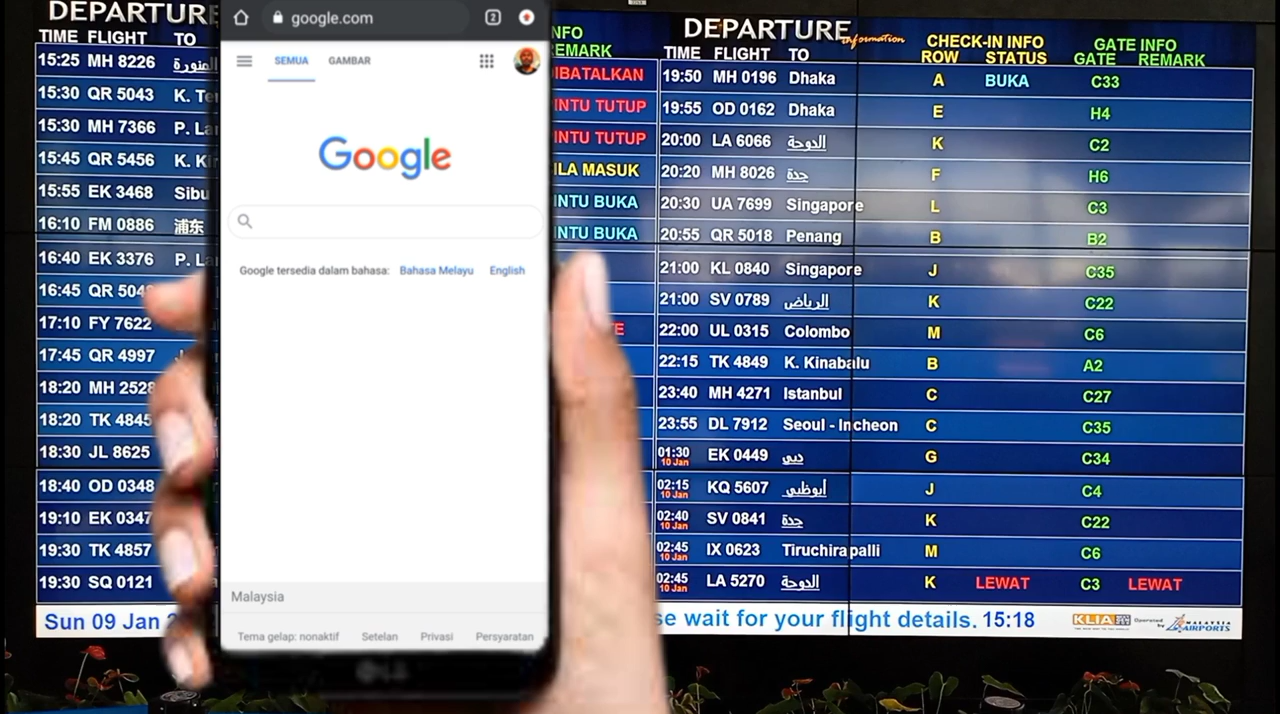 DEPARTURE
TIME FLIGHT TO
15:25 MH 8226 المنورة
15:30 QR 5043 K. Te
15:30 MH 7366 P. La
15:45 QR 5456 K. Ki
15:55 EK 3468 Sibu
16:10 FM 0886 浦东
16:40 EK 3376 P. L
16:45 QR 504
17:10 FY 7622
17:45 QR 4997
18:20 MH 2528
18:20 TK 4845
18:30 JL 8625
18:40 OD 0348
19:10 EK 0347
19:30 TK 4857
19:30 SQ 0121
Sun 09 Jan
google.com
2
SEMUA GAMBAR
Google
Google tersedia dalam bahasa: Bahasa Melayu English
Malaysia
Tema gelap: nonaktif Setelan Privasi Persyaratan
LG
NFO
REMARK
IBATALKAN
INTU TUTUP
INTU TUTUP
ILA MASUK
INTU BUKA
INTU BUKA
E
DEPARTURE information
CHECK-IN INFO GATE INFO
TIME FLIGHT TO ROW STATUS GATE REMARK
19:50 MH 0196 Dhaka A BUKA C33
19:55 OD 0162 Dhaka E H4
20:00 LA 6066 الدوحة K C2
20:20 MH 8026 جدة F H6
20:30 UA 7699 Singapore L C3
20:55 QR 5018 Penang B B2
21:00 KL 0840 Singapore J C35
21:00 SV 0789 الرياض K C22
22:00 UL 0315 Colombo M C6
22:15 TK 4849 K. Kinabalu B A2
23:40 MH 4271 Istanbul C C27
23:55 DL 7912 Seoul - Incheon C C35
01:30 10 Jan EK 0449 دبي G C34
02:15 10 Jan KQ 5607 أبوظبي J C4
02:40 10 Jan SV 0841 جدة K C22
02:45 10 Jan IX 0623 Tiruchirapalli M C6
02:45 10 Jan LA 5270 الدوحة K LEWAT C3 LEWAT
se wait for your flight details. 15:18
KLIA Operated by MALAYSIA AIRPORTS